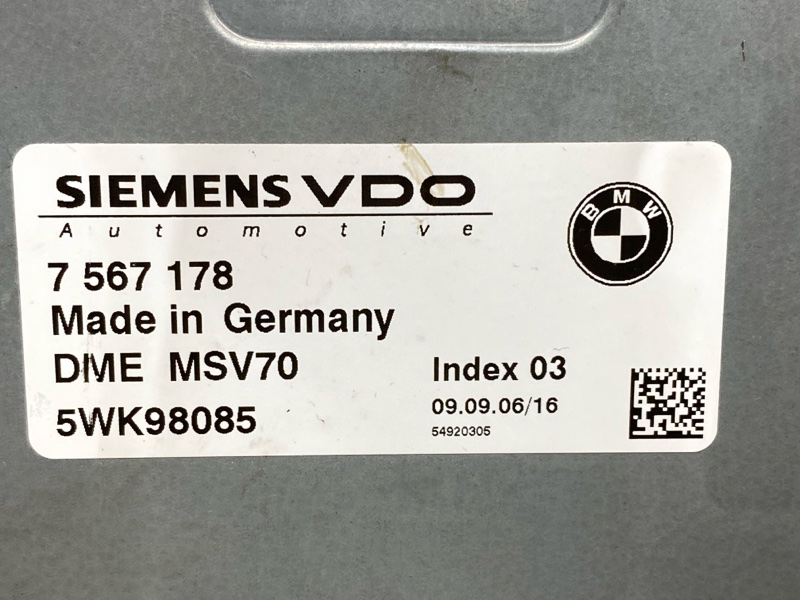 SIEMENS VDO
Automotive
BMW
7 567 178
Made in Germany
DME MSV70
Index 03
5WK98085
09.09.06/16
54920305